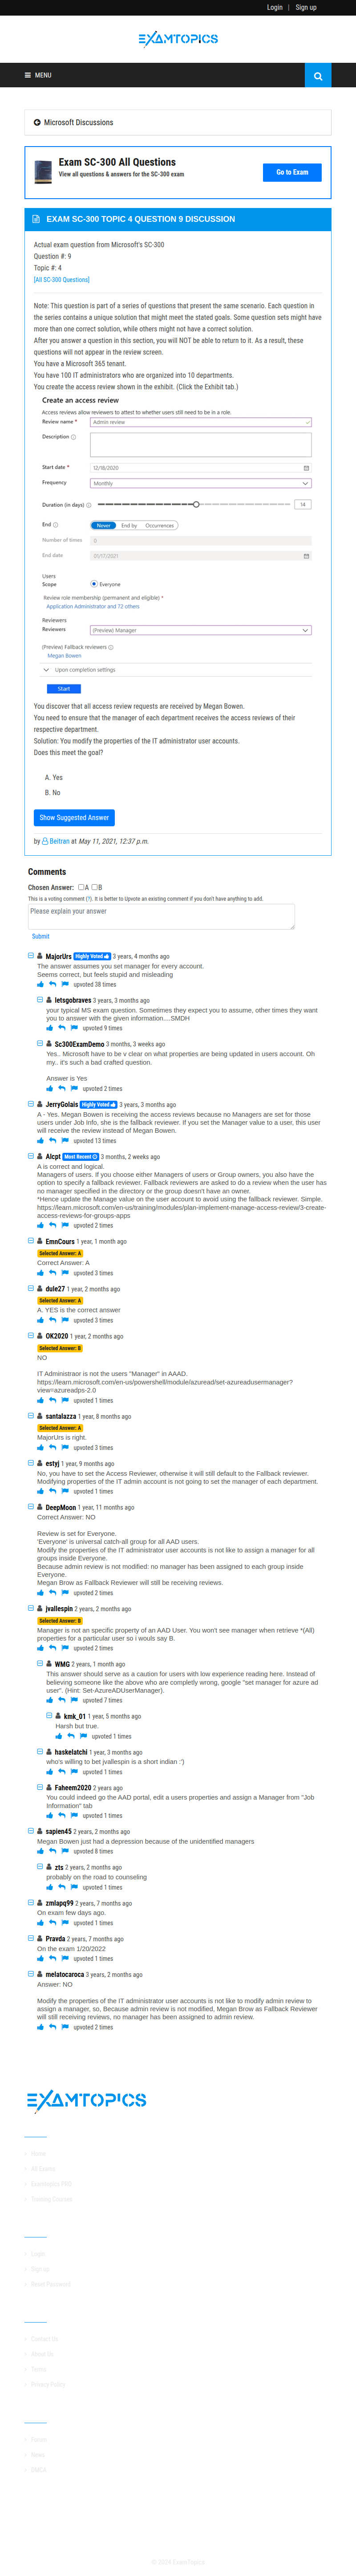 Login | Sign up
EXAMTOPICS
MENU
Microsoft Discussions
Exam SC-300 All Questions
View all questions & answers for the SC-300 exam
Go to Exam
EXAM SC-300 TOPIC 4 QUESTION 9 DISCUSSION
Actual exam question from Microsoft's SC-300
Question #: 9
Topic #: 4
[All SC-300 Questions]
Note: This question is part of a series of questions that present the same scenario. Each question in
the series contains a unique solution that might meet the stated goals. Some question sets might have
more than one correct solution, while others might not have a correct solution.
After you answer a question in this section, you will NOT be able to return to it. As a result, these
questions will not appear in the review screen.
You have a Microsoft 365 tenant.
You have 100 IT administrators who are organized into 10 departments.
You create the access review shown in the exhibit. (Click the Exhibit tab.)
Create an access review
Access reviews allow reviewers to attest to whether users still need to be in a role.
Review name * Admin review
Description
Start date * 12/18/2020
Frequency Monthly
Duration (in days) 14
End Never End by Occurrences
Number of times 0
End date 01/17/2021
Users
Scope Everyone
Review role membership (permanent and eligible) *
Application Administrator and 72 others
Reviewers
Reviewers (Preview) Manager
(Preview) Fallback reviewers
Megan Bowen
Upon completion settings
Start
You discover that all access review requests are received by Megan Bowen.
You need to ensure that the manager of each department receives the access reviews of their
respective department.
Solution: You modify the properties of the IT administrator user accounts.
Does this meet the goal?
A. Yes
B. No
Show Suggested Answer
by Beitran at May 11, 2021, 12:37 p.m.
Comments
Chosen Answer: A B
This is a voting comment (?). It is better to Upvote an existing comment if you don't have anything to add.
Please explain your answer
Submit
MajorUrs Highly Voted 3 years, 4 months ago
The answer assumes you set manager for every account.
Seems correct, but feels stupid and misleading
upvoted 38 times
letsgobraves 3 years, 3 months ago
your typical MS exam question. Sometimes they expect you to assume, other times they want
you to answer with the given information....SMDH
upvoted 9 times
Sc300ExamDemo 3 months, 3 weeks ago
Yes.. Microsoft have to be v clear on what properties are being updated in users account. Oh
my.. it's such a bad crafted question.
Answer is Yes
upvoted 2 times
JerryGolais Highly Voted 3 years, 3 months ago
A - Yes. Megan Bowen is receiving the access reviews because no Managers are set for those
users under Job Info, she is the fallback reviewer. If you set the Manager value to a user, this user
will receive the review instead of Megan Bowen.
upvoted 13 times
Alcpt Most Recent 3 months, 2 weeks ago
A is correct and logical.
Managers of users. If you choose either Managers of users or Group owners, you also have the
option to specify a fallback reviewer. Fallback reviewers are asked to do a review when the user has
no manager specified in the directory or the group doesn't have an owner.
*Hence update the Manage value on the user account to avoid using the fallback reviewer. Simple.
https://learn.microsoft.com/en-us/training/modules/plan-implement-manage-access-review/3-create-
access-reviews-for-groups-apps
upvoted 2 times
EmnCours 1 year, 1 month ago
Selected Answer: A
Correct Answer: A
upvoted 3 times
dule27 1 year, 2 months ago
Selected Answer: A
A. YES is the correct answer
upvoted 3 times
OK2020 1 year, 2 months ago
Selected Answer: B
NO
IT Administraor is not the users "Manager" in AAAD.
https://learn.microsoft.com/en-us/powershell/module/azuread/set-azureadusermanager?
view=azureadps-2.0
upvoted 1 times
santalazza 1 year, 8 months ago
Selected Answer: A
MajorUrs is right.
upvoted 3 times
estyj 1 year, 9 months ago
No, you have to set the Access Reviewer, otherwise it will still default to the Fallback reviewer.
Modifying properties of the IT admin account is not going to set the manager of each department.
upvoted 1 times
DeepMoon 1 year, 11 months ago
Correct Answer: NO
Review is set for Everyone.
'Everyone' is universal catch-all group for all AAD users.
Modify the properties of the IT administrator user accounts is not likes to assign a manager for all
groups inside Everyone.
Because admin review is not modified: no manager has been assigned to each group inside
Everyone.
Megan Brow as Fallback Reviewer will still be receiving reviews.
upvoted 2 times
jvallespin 2 years, 2 months ago
Selected Answer: B
Manager is not an specific property of an AAD User. You won't see manager when retrieve *(All)
properties for a particular user so i wouls say B.
upvoted 2 times
WMG 2 years, 1 month ago
This answer should serve as a caution for users with low experience reading here. Instead of
believing someone like the above who are completly wrong, google "set manager for azure ad
user". (Hint: Set-AzureADUserManager).
upvoted 7 times
kmk_01 1 year, 5 months ago
Harsh but true.
upvoted 1 times
haskelatchi 1 year, 3 months ago
who's willing to bet jvallespin is a short indian :')
upvoted 1 times
Faheem2020 2 years ago
You could indeed go the AAD portal, edit a users properties and assign a Manager from "Job
Information" tab
upvoted 1 times
sapien45 2 years, 2 months ago
Megan Bowen just had a depression because of the unidentified managers
upvoted 8 times
zts 2 years, 2 months ago
probably on the road to counseling
upvoted 1 times
zmlapq99 2 years, 7 months ago
On exam few days ago.
upvoted 1 times
Pravda 2 years, 7 months ago
On the exam 1/20/2022
upvoted 1 times
melatocaroca 3 years, 2 months ago
Answer: NO
Modify the properties of the IT administrator user accounts is not like to modify admin review to
assign a manager, so, Because admin review is not modified, Megan Brow as Fallback Reviewer
will still receiving reviews, no manager has been assigned to admin review.
upvoted 2 times
EXAMTOPICS
Home
All Exams
Examtopics PRO
Training Courses
Login
Sign up
Reset Password
Contact Us
About Us
Terms
Privacy Policy
Forum
News
DMCA
© 2024 ExamTopics